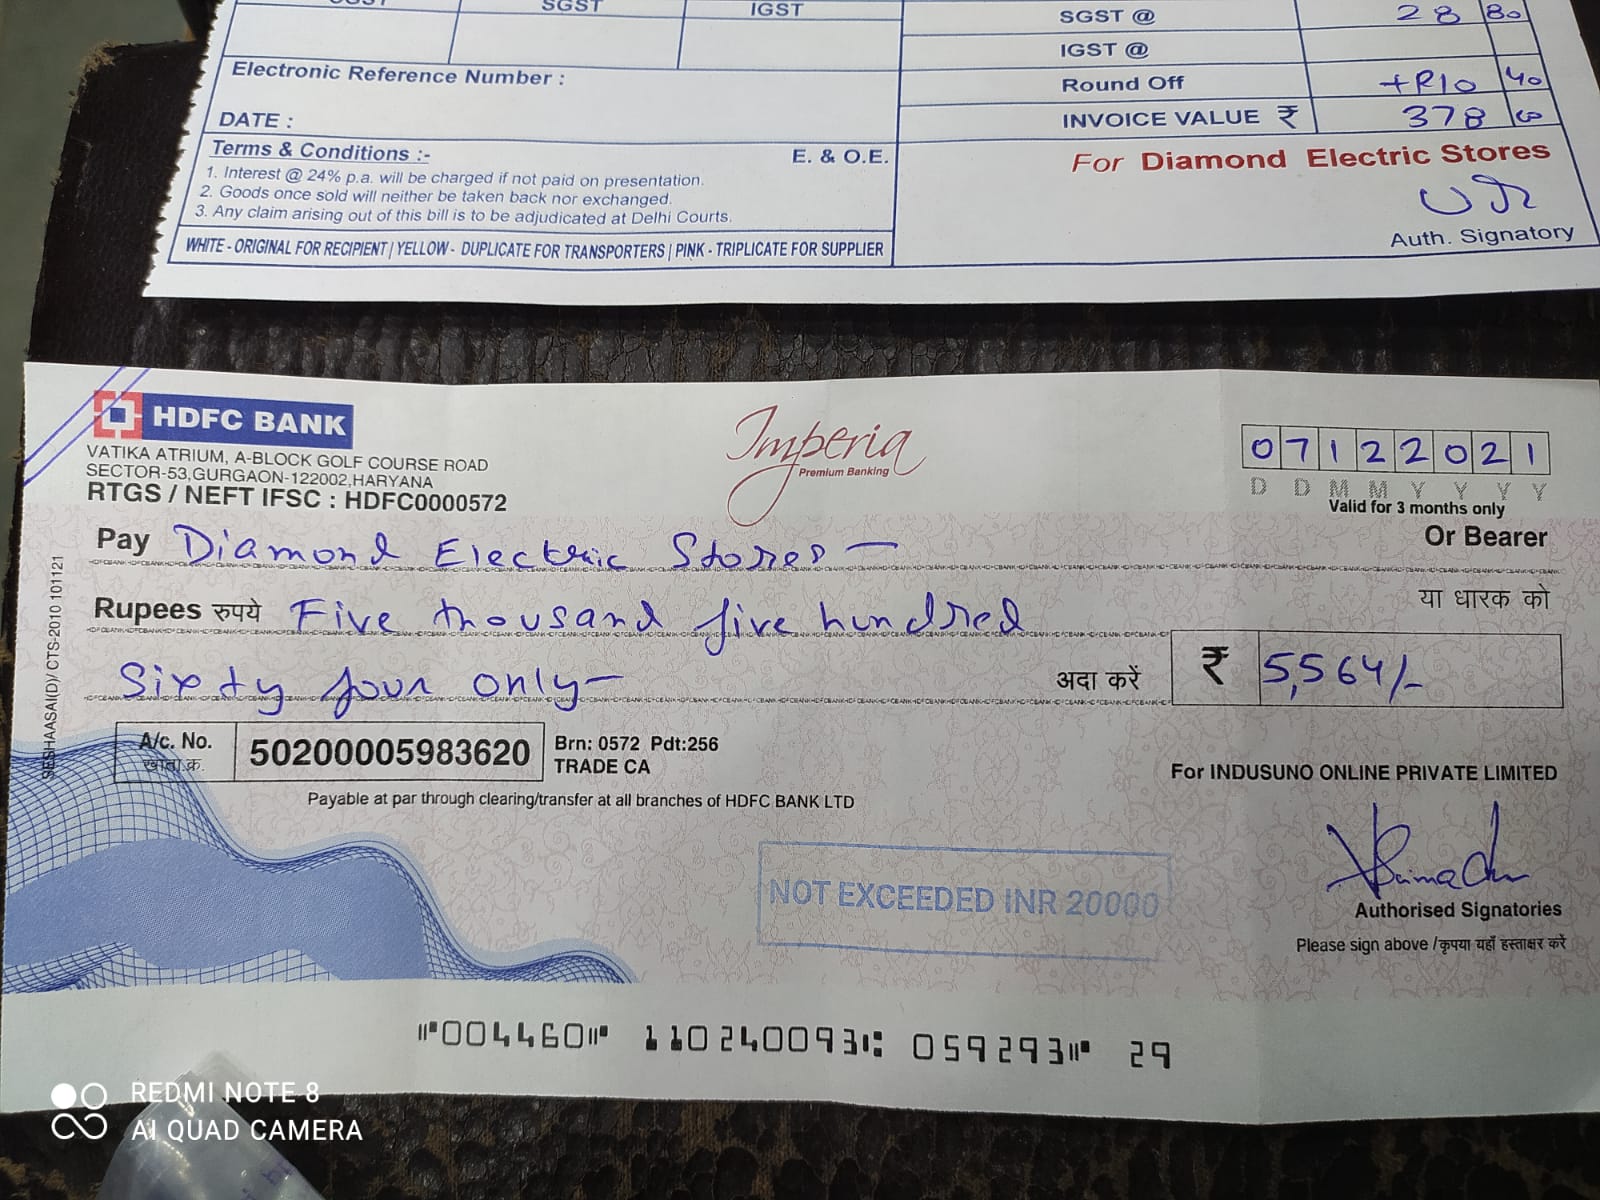 SGST IGST
SGST @ 28 80
IGST @
Electronic Reference Number :
Round Off 40
DATE :
INVOICE VALUE ₹ 378
Terms & Conditions :- E. & O.E.
1. Interest @ 24% p.a. will be charged if not paid on presentation.
2. Goods once sold will neither be taken back nor exchanged.
3. Any claim arising out of this bill is to be adjudicated at Delhi Courts.
For Diamond Electric Stores
Auth. Signatory
WHITE - ORIGINAL FOR RECIPIENT / YELLOW - DUPLICATE FOR TRANSPORTERS | PINK - TRIPLICATE FOR SUPPLIER
HDFC BANK
VATIKA ATRIUM, A-BLOCK GOLF COURSE ROAD
SECTOR-53,GURGAON-122002,HARYANA
RTGS / NEFT IFSC : HDFC0000572
Imperia
Premium Banking
07122021
D D M M Y Y Y Y
Valid for 3 months only
Pay Diamond Electric Stores Or Bearer
या धारक को
Rupees रुपये Five thousand five hundred
Sixty four only अदा करें ₹ 5,564/-
A/c. No. 50200005983620 Brn: 0572 Pdt:256
खाता क्र. TRADE CA
Payable at par through clearing/transfer at all branches of HDFC BANK LTD
For INDUSUNO ONLINE PRIVATE LIMITED
NOT EXCEEDED INR 20000
Authorised Signatories
Please sign above / कृपया यहाँ हस्ताक्षर करें
SESHAASAI(D)/ CTS-2010 101121
⑈004460⑈ 110240093⑆ 059293⑈ 29
REDMI NOTE 8
AI QUAD CAMERA